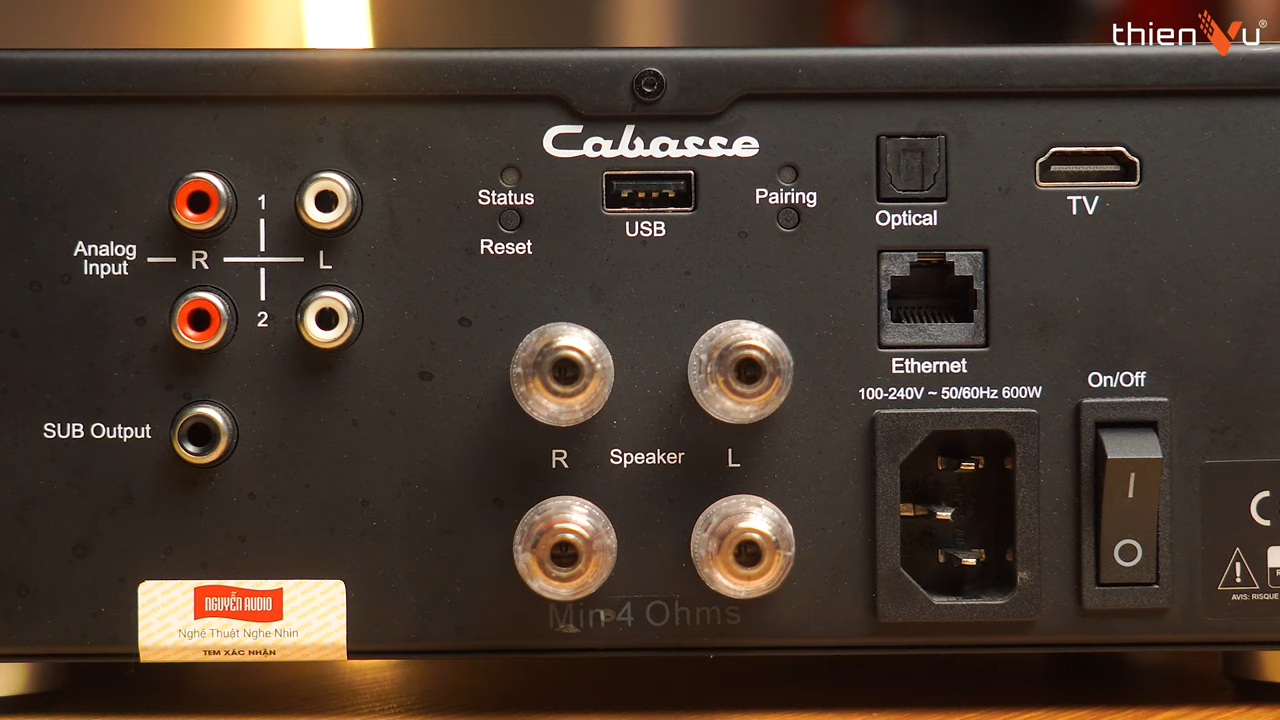 thienVu®
Cabasse
Status
Reset
USB
Pairing
Optical
TV
Analog
Input
R
1
L
2
SUB Output
Ethernet
100-240V ~ 50/60Hz 600W
On/Off
R
Speaker
L
Min 4 Ohms
NGUYỄN AUDIO
Nghệ Thuật Nghe Nhìn
TEM XÁC NHẬN
AVIS: RISQUE